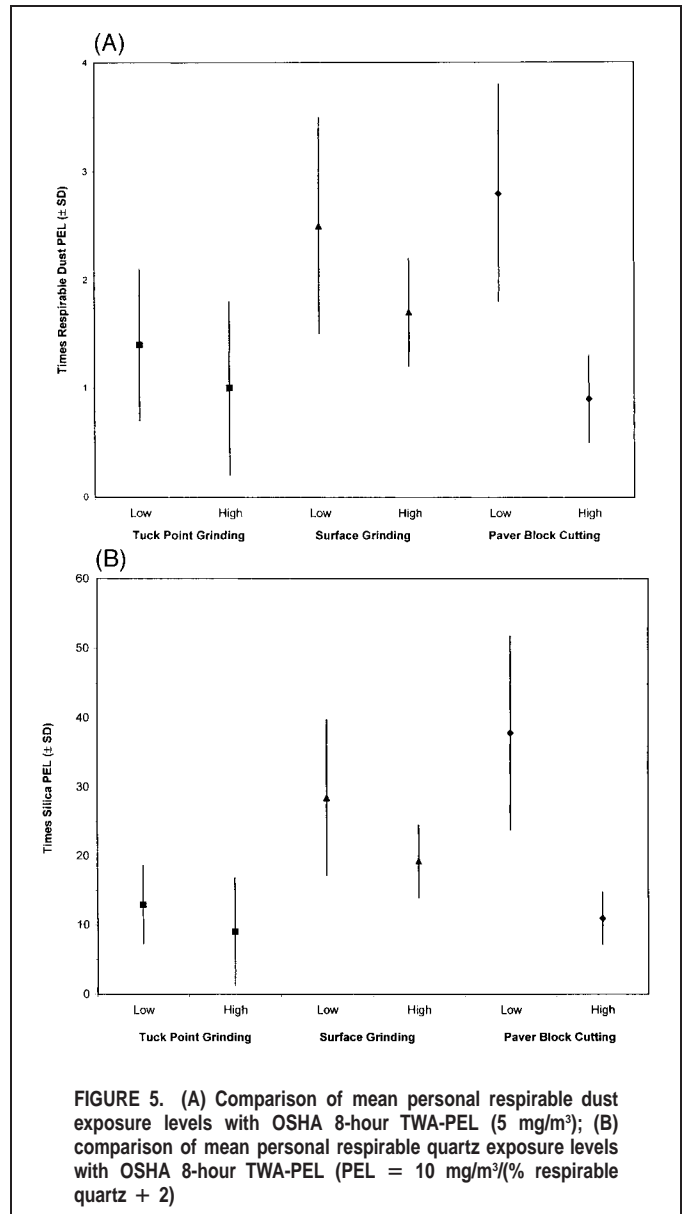 (A)
4
3
2
1
0
Times Respirable Dust PEL (± SD)
Low High Low High Low High
Tuck Point Grinding Surface Grinding Paver Block Cutting
(B)
60
50
40
30
20
10
0
Times Silica PEL (± SD)
Low High Low High Low High
Tuck Point Grinding Surface Grinding Paver Block Cutting
FIGURE 5. (A) Comparison of mean personal respirable dust
exposure levels with OSHA 8-hour TWA-PEL (5 mg/m³); (B)
comparison of mean personal respirable quartz exposure levels
with OSHA 8-hour TWA-PEL (PEL = 10 mg/m³/(% respirable
quartz + 2)